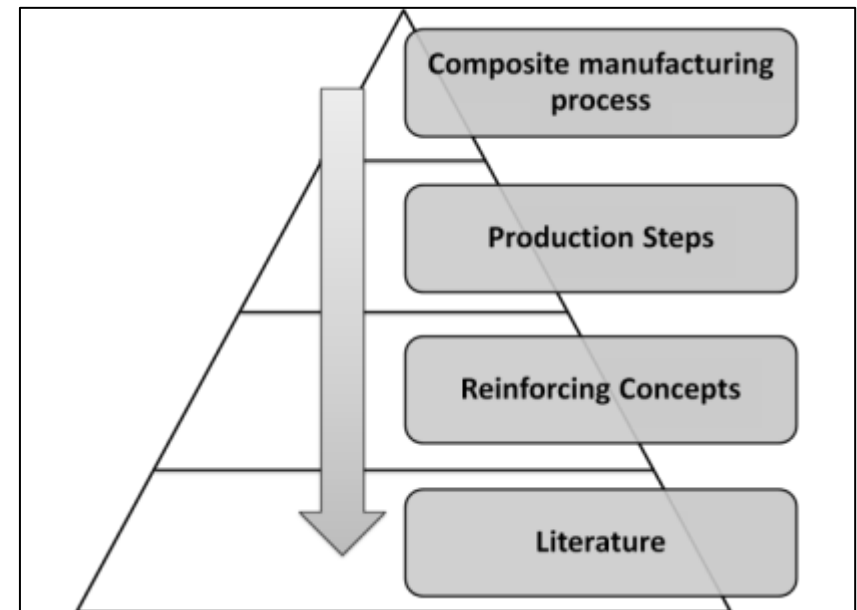 Composite manufacturing
process
Production Steps
Reinforcing Concepts
Literature